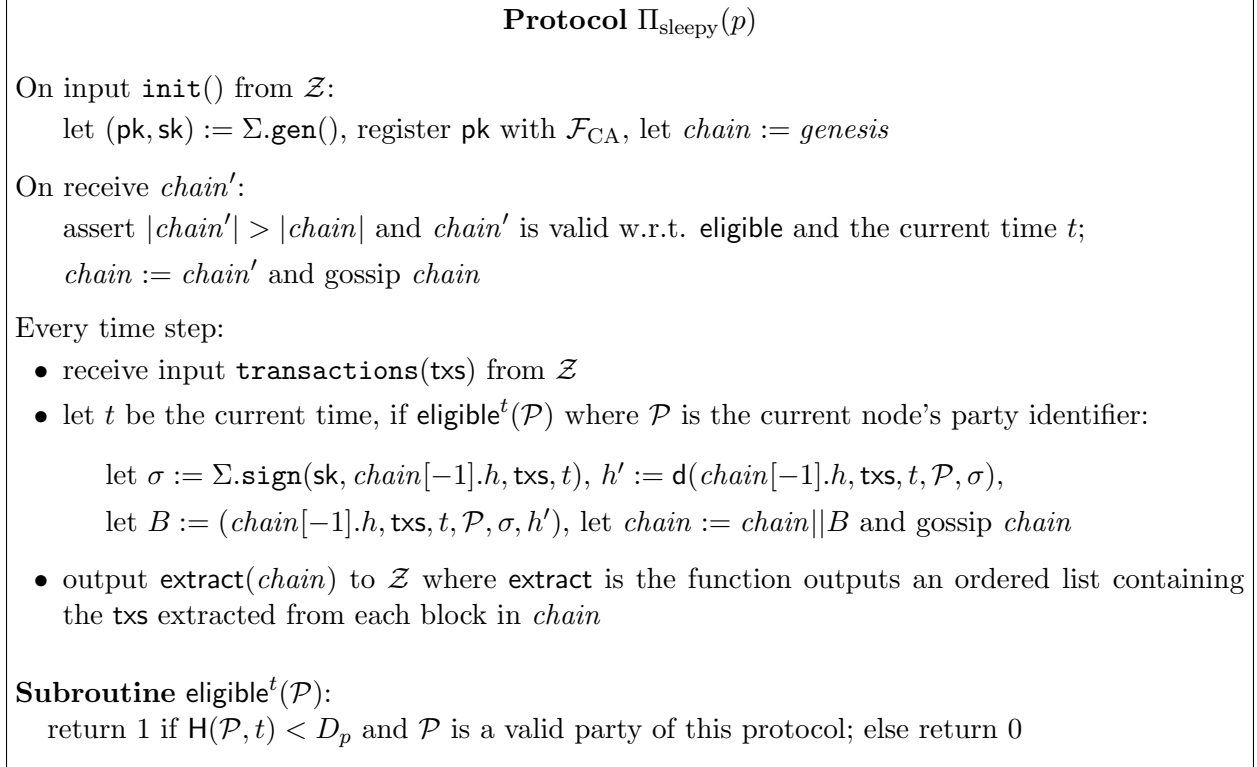 Protocol Π_sleepy(p)
On input init() from 𝒵:
let (pk, sk) := Σ.gen(), register pk with ℱ_CA, let chain := genesis
On receive chain′:
assert |chain′| > |chain| and chain′ is valid w.r.t. eligible and the current time t;
chain := chain′ and gossip chain
Every time step:
• receive input transactions(txs) from 𝒵
• let t be the current time, if eligible^t(𝒫) where 𝒫 is the current node's party identifier:
let σ := Σ.sign(sk, chain[−1].h, txs, t), h′ := d(chain[−1].h, txs, t, 𝒫, σ),
let B := (chain[−1].h, txs, t, 𝒫, σ, h′), let chain := chain||B and gossip chain
• output extract(chain) to 𝒵 where extract is the function outputs an ordered list containing
the txs extracted from each block in chain
Subroutine eligible^t(𝒫):
return 1 if H(𝒫, t) < D_p and 𝒫 is a valid party of this protocol; else return 0